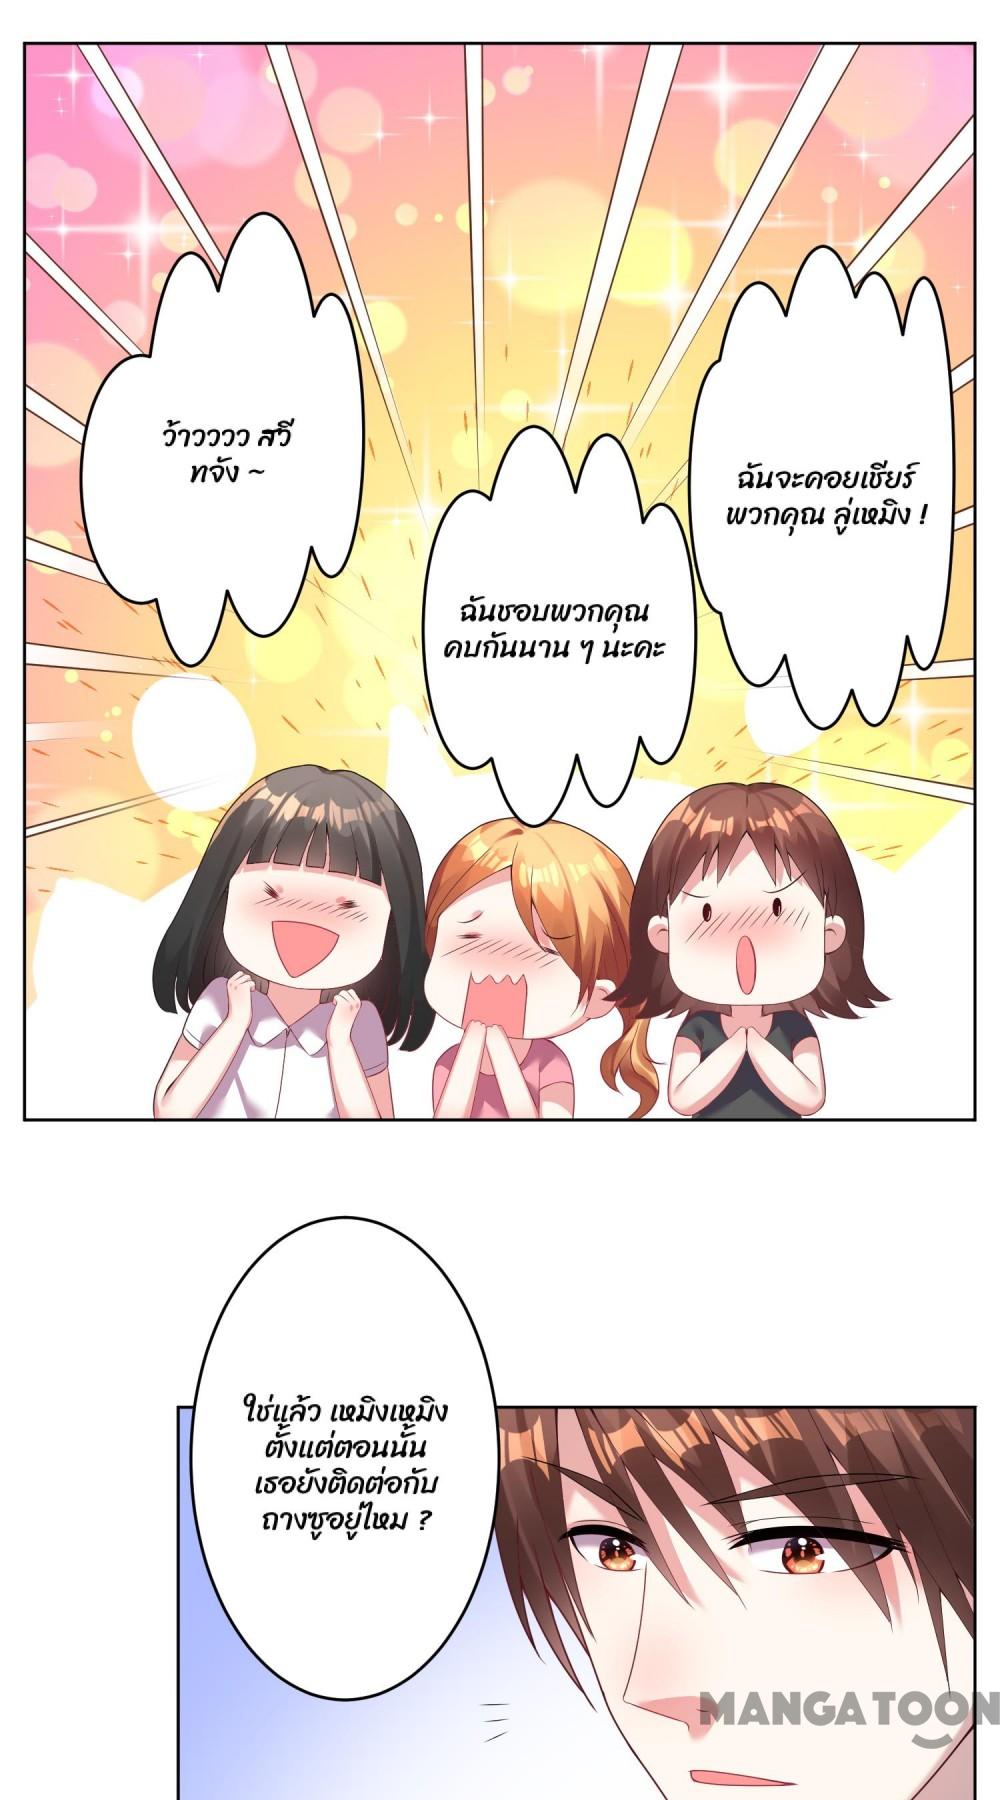 ว้าวววว สวี
ทจัง ~
ฉันจะคอยเชียร์
พวกคุณ ลู่เหมิง !
ฉันชอบพวกคุณ
คบกันนาน ๆ นะคะ
ใช่แล้ว เหมิงเหมิง
ตั้งแต่ตอนนั้น
เธอยังติดต่อกับ
ถางซูอยู่ไหม ?
MANGATOON